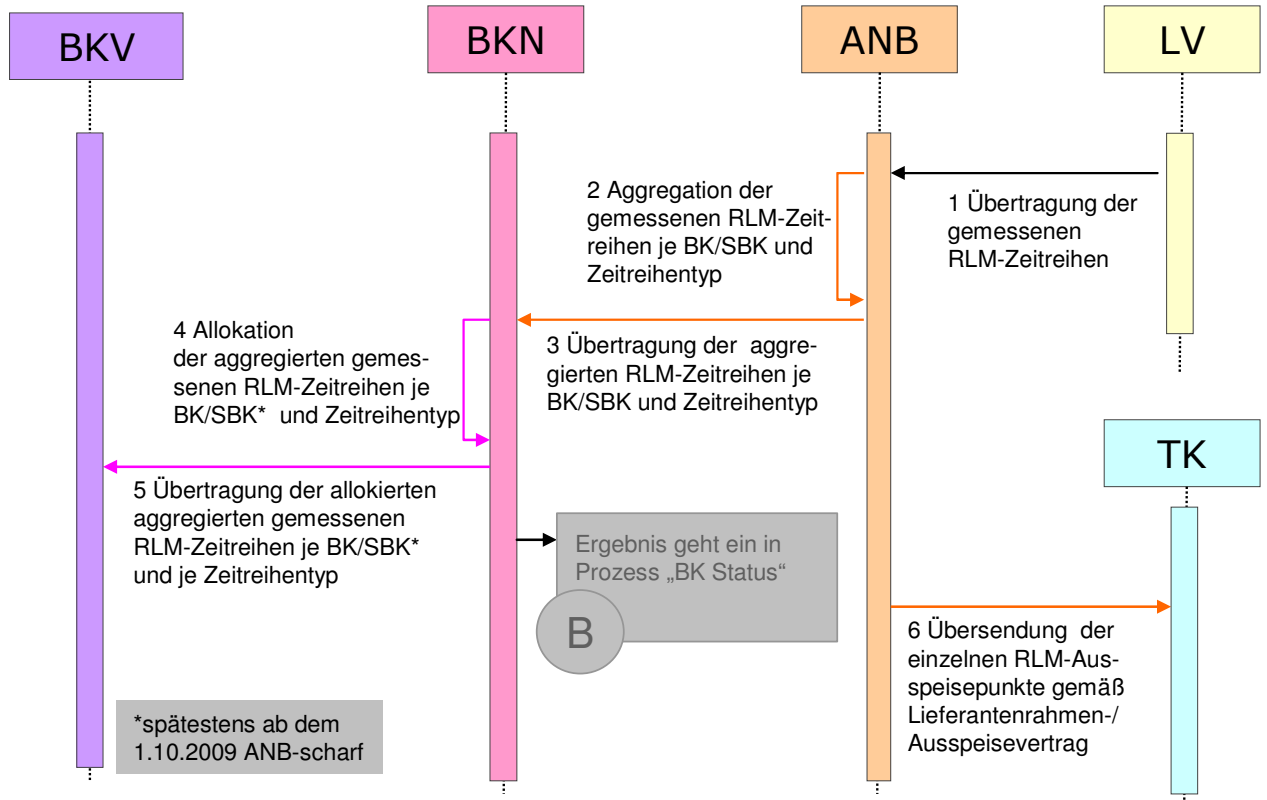 BKV
BKN
ANB
LV
1 Übertragung der
gemessenen
RLM-Zeitreihen
2 Aggregation der
gemessenen RLM-Zeit-
reihen je BK/SBK und
Zeitreihentyp
3 Übertragung der aggre-
gierten RLM-Zeitreihen je
BK/SBK und Zeitreihentyp
4 Allokation
der aggregierten gemes-
senen RLM-Zeitreihen je
BK/SBK* und Zeitreihentyp
5 Übertragung der allokierten
aggregierten gemessenen
RLM-Zeitreihen je BK/SBK*
und je Zeitreihentyp
Ergebnis geht ein in
Prozess „BK Status“
B
TK
6 Übersendung der
einzelnen RLM-Aus-
speisepunkte gemäß
Lieferantenrahmen-/
Ausspeisevertrag
*spätestens ab dem
1.10.2009 ANB-scharf